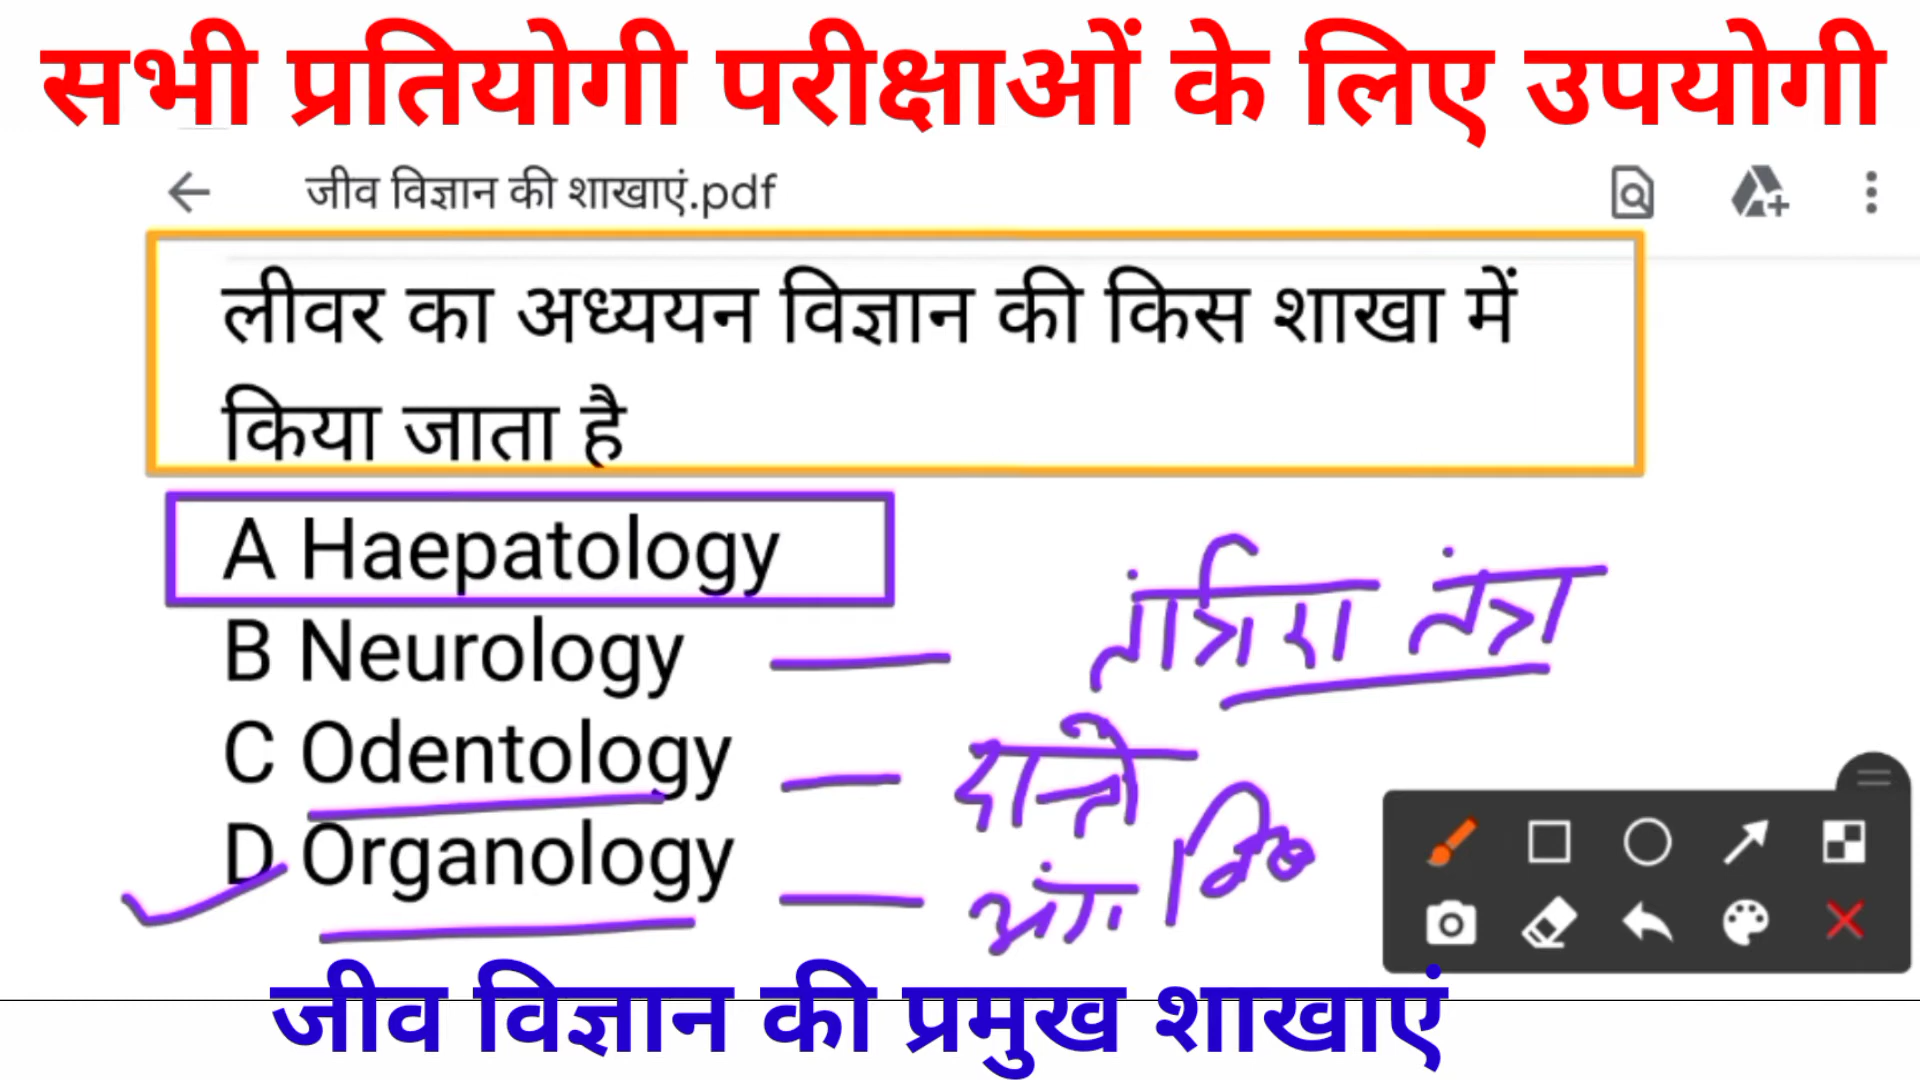 सभी प्रतियोगी परीक्षाओं के लिए उपयोगी
जीव विज्ञान की शाखाएं.pdf
लीवर का अध्ययन विज्ञान की किस शाखा में
किया जाता है
A Haepatology
B Neurology
तंत्रिका तंत्र
C Odentology
D Organology
जीव विज्ञान की प्रमुख शाखाएं